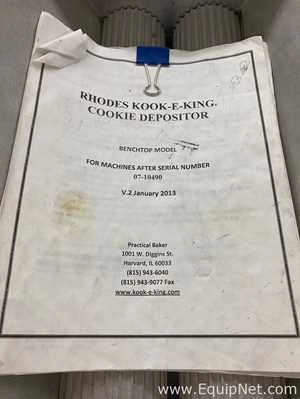 RHODES KOOK-E-KING.
COOKIE DEPOSITOR
BENCHTOP MODEL
FOR MACHINES AFTER SERIAL NUMBER
07-10490
V.2 January 2013
Practical Baker
1001 W. Diggins St.
Harvard, IL 60033
(815) 943-6040
(815) 943-9077 Fax
www.kook-e-king.com
www.EquipNet.com